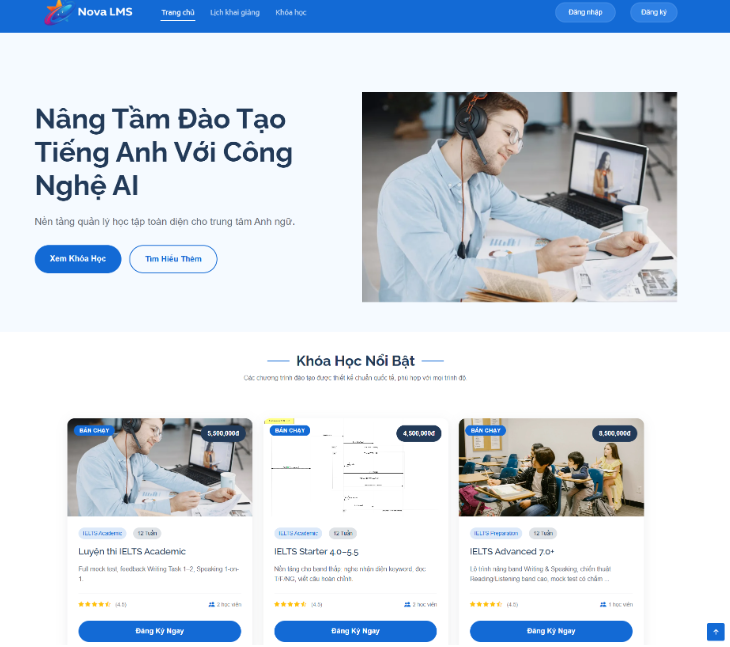 Nova LMS
Trang chủ
Lịch khai giảng
Khóa học
Đăng nhập
Đăng ký
Nâng Tầm Đào Tạo
Tiếng Anh Với Công
Nghệ AI
Nền tảng quản lý học tập toàn diện cho trung tâm Anh ngữ.
Xem Khóa Học
Tìm Hiểu Thêm
Khóa Học Nổi Bật
Các chương trình đào tạo được thiết kế chuẩn quốc tế, phù hợp với mọi trình độ.
BÁN CHẠY
5,500,000đ
IELTS Academic
12 Tuần
Luyện thi IELTS Academic
Full mock test, feedback Writing Task 1–2, Speaking 1-on-
1.
(4.5)
2 học viên
Đăng Ký Ngay
BÁN CHẠY
4,500,000đ
IELTS Academic
12 Tuần
IELTS Starter 4.0–5.5
Nền tảng cho band thấp: nghe nhận diện keyword, đọc
T/F/NG, viết câu hoàn chỉnh.
(4.5)
2 học viên
Đăng Ký Ngay
BÁN CHẠY
8,500,000đ
IELTS Preparation
12 Tuần
IELTS Advanced 7.0+
Lộ trình nâng band Writing & Speaking, chiến thuật
Reading/Listening band cao, mock test có chấm ...
(4.5)
1 học viên
Đăng Ký Ngay